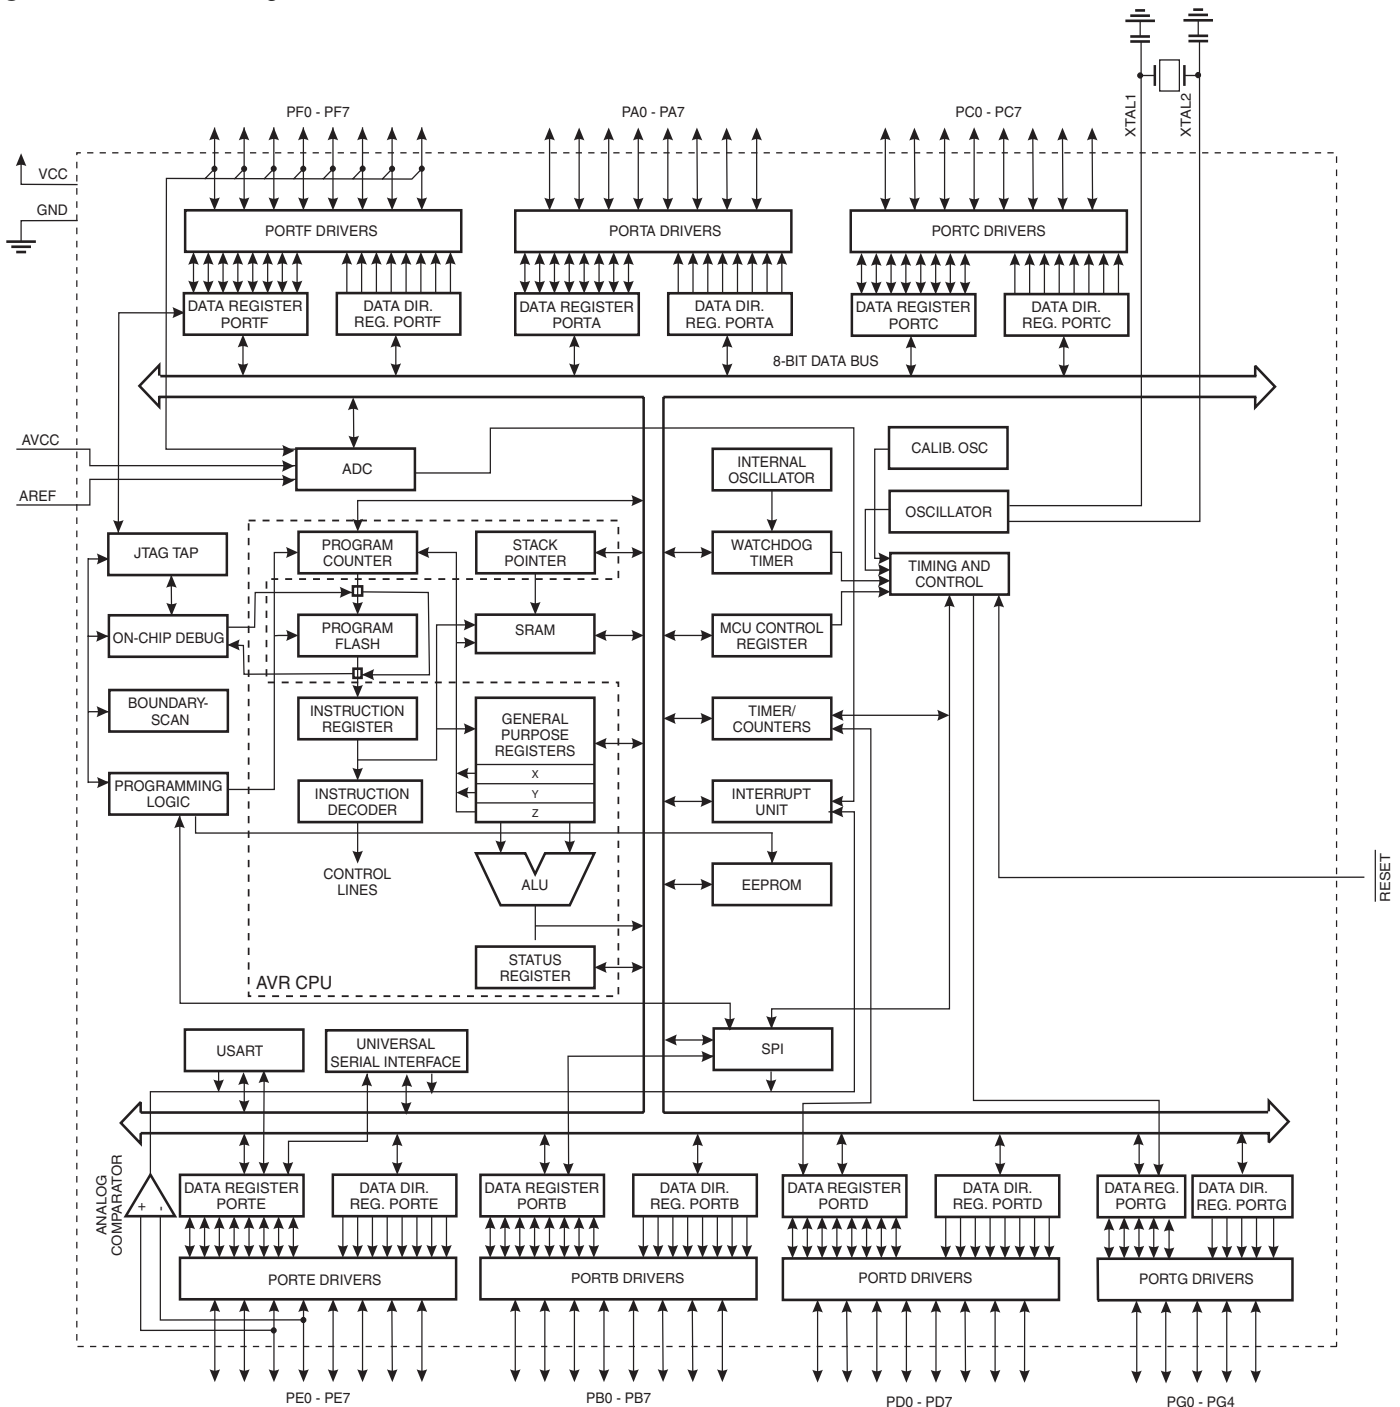 PF0 - PF7
PA0 - PA7
PC0 - PC7
XTAL1
XTAL2
VCC
GND
PORTF DRIVERS
PORTA DRIVERS
PORTC DRIVERS
DATA REGISTER
PORTF
DATA DIR.
REG. PORTF
DATA REGISTER
PORTA
DATA DIR.
REG. PORTA
DATA REGISTER
PORTC
DATA DIR.
REG. PORTC
8-BIT DATA BUS
AVCC
AREF
ADC
INTERNAL
OSCILLATOR
CALIB. OSC
OSCILLATOR
JTAG TAP
PROGRAM
COUNTER
STACK
POINTER
WATCHDOG
TIMER
TIMING AND
CONTROL
ON-CHIP DEBUG
PROGRAM
FLASH
SRAM
MCU CONTROL
REGISTER
BOUNDARY-
SCAN
INSTRUCTION
REGISTER
GENERAL
PURPOSE
REGISTERS
X
Y
Z
TIMER/
COUNTERS
PROGRAMMING
LOGIC
INSTRUCTION
DECODER
INTERRUPT
UNIT
CONTROL
LINES
ALU
EEPROM
RESET
STATUS
REGISTER
AVR CPU
USART
UNIVERSAL
SERIAL INTERFACE
SPI
ANALOG
COMPARATOR
+
-
DATA REGISTER
PORTE
DATA DIR.
REG. PORTE
DATA REGISTER
PORTB
DATA DIR.
REG. PORTB
DATA REGISTER
PORTD
DATA DIR.
REG. PORTD
DATA REG.
PORTG
DATA DIR.
REG. PORTG
PORTE DRIVERS
PORTB DRIVERS
PORTD DRIVERS
PORTG DRIVERS
PE0 - PE7
PB0 - PB7
PD0 - PD7
PG0 - PG4